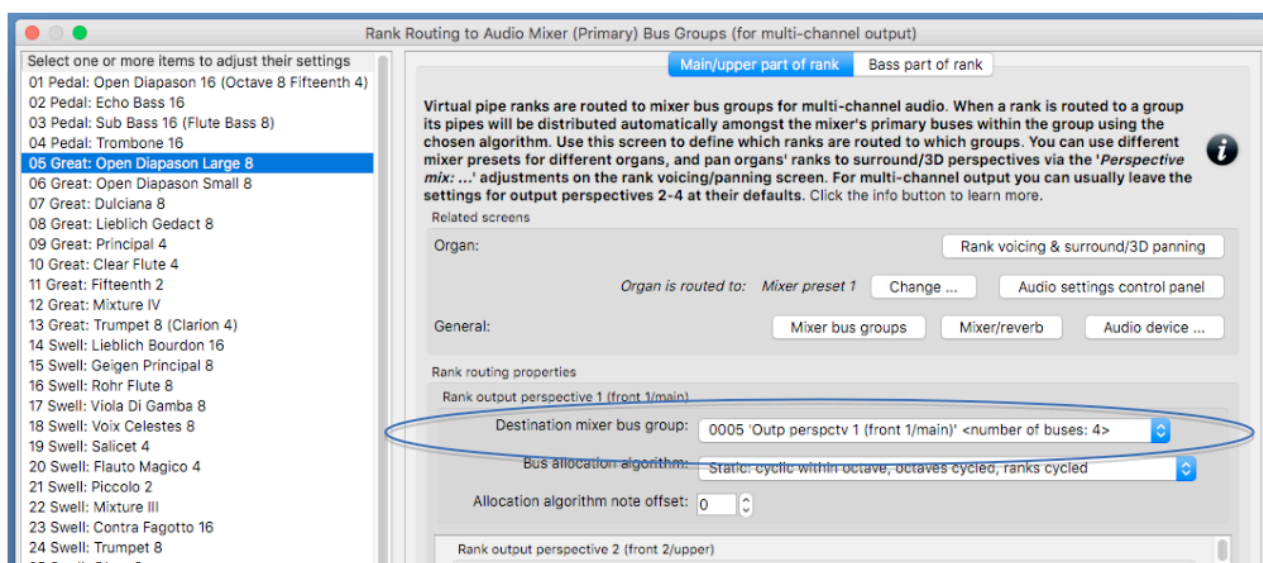 Rank Routing to Audio Mixer (Primary) Bus Groups (for multi-channel output)
Select one or more items to adjust their settings
01 Pedal: Open Diapason 16 (Octave 8 Fifteenth 4)
02 Pedal: Echo Bass 16
03 Pedal: Sub Bass 16 (Flute Bass 8)
04 Pedal: Trombone 16
05 Great: Open Diapason Large 8
06 Great: Open Diapason Small 8
07 Great: Dulciana 8
08 Great: Lieblich Gedact 8
09 Great: Principal 4
10 Great: Clear Flute 4
11 Great: Fifteenth 2
12 Great: Mixture IV
13 Great: Trumpet 8 (Clarion 4)
14 Swell: Lieblich Bourdon 16
15 Swell: Geigen Principal 8
16 Swell: Rohr Flute 8
17 Swell: Viola Di Gamba 8
18 Swell: Voix Celestes 8
19 Swell: Salicet 4
20 Swell: Flauto Magico 4
21 Swell: Piccolo 2
22 Swell: Mixture III
23 Swell: Contra Fagotto 16
24 Swell: Trumpet 8
Main/upper part of rank Bass part of rank
Virtual pipe ranks are routed to mixer bus groups for multi-channel audio. When a rank is routed to a group
its pipes will be distributed automatically amongst the mixer's primary buses within the group using the
chosen algorithm. Use this screen to define which ranks are routed to which groups. You can use different
mixer presets for different organs, and pan organs' ranks to surround/3D perspectives via the 'Perspective
mix: ...' adjustments on the rank voicing/panning screen. For multi-channel output you can usually leave the
settings for output perspectives 2-4 at their defaults. Click the info button to learn more.
i
Related screens
Organ: Rank voicing & surround/3D panning
Organ is routed to: Mixer preset 1 Change ... Audio settings control panel
General: Mixer bus groups Mixer/reverb Audio device ...
Rank routing properties
Rank output perspective 1 (front 1/main)
Destination mixer bus group: 0005 'Outp perspctv 1 (front 1/main)' <number of buses: 4>
Bus allocation algorithm: Static: cyclic within octave, octaves cycled, ranks cycled
Allocation algorithm note offset: 0
Rank output perspective 2 (front 2/upper)